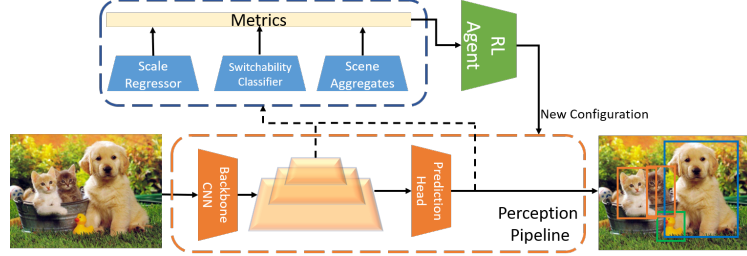 Metrics
Scale
Regressor
Switchability
Classifier
Scene
Aggregates
RL
Agent
New Configuration
Backbone
CNN
Prediction
Head
Perception
Pipeline